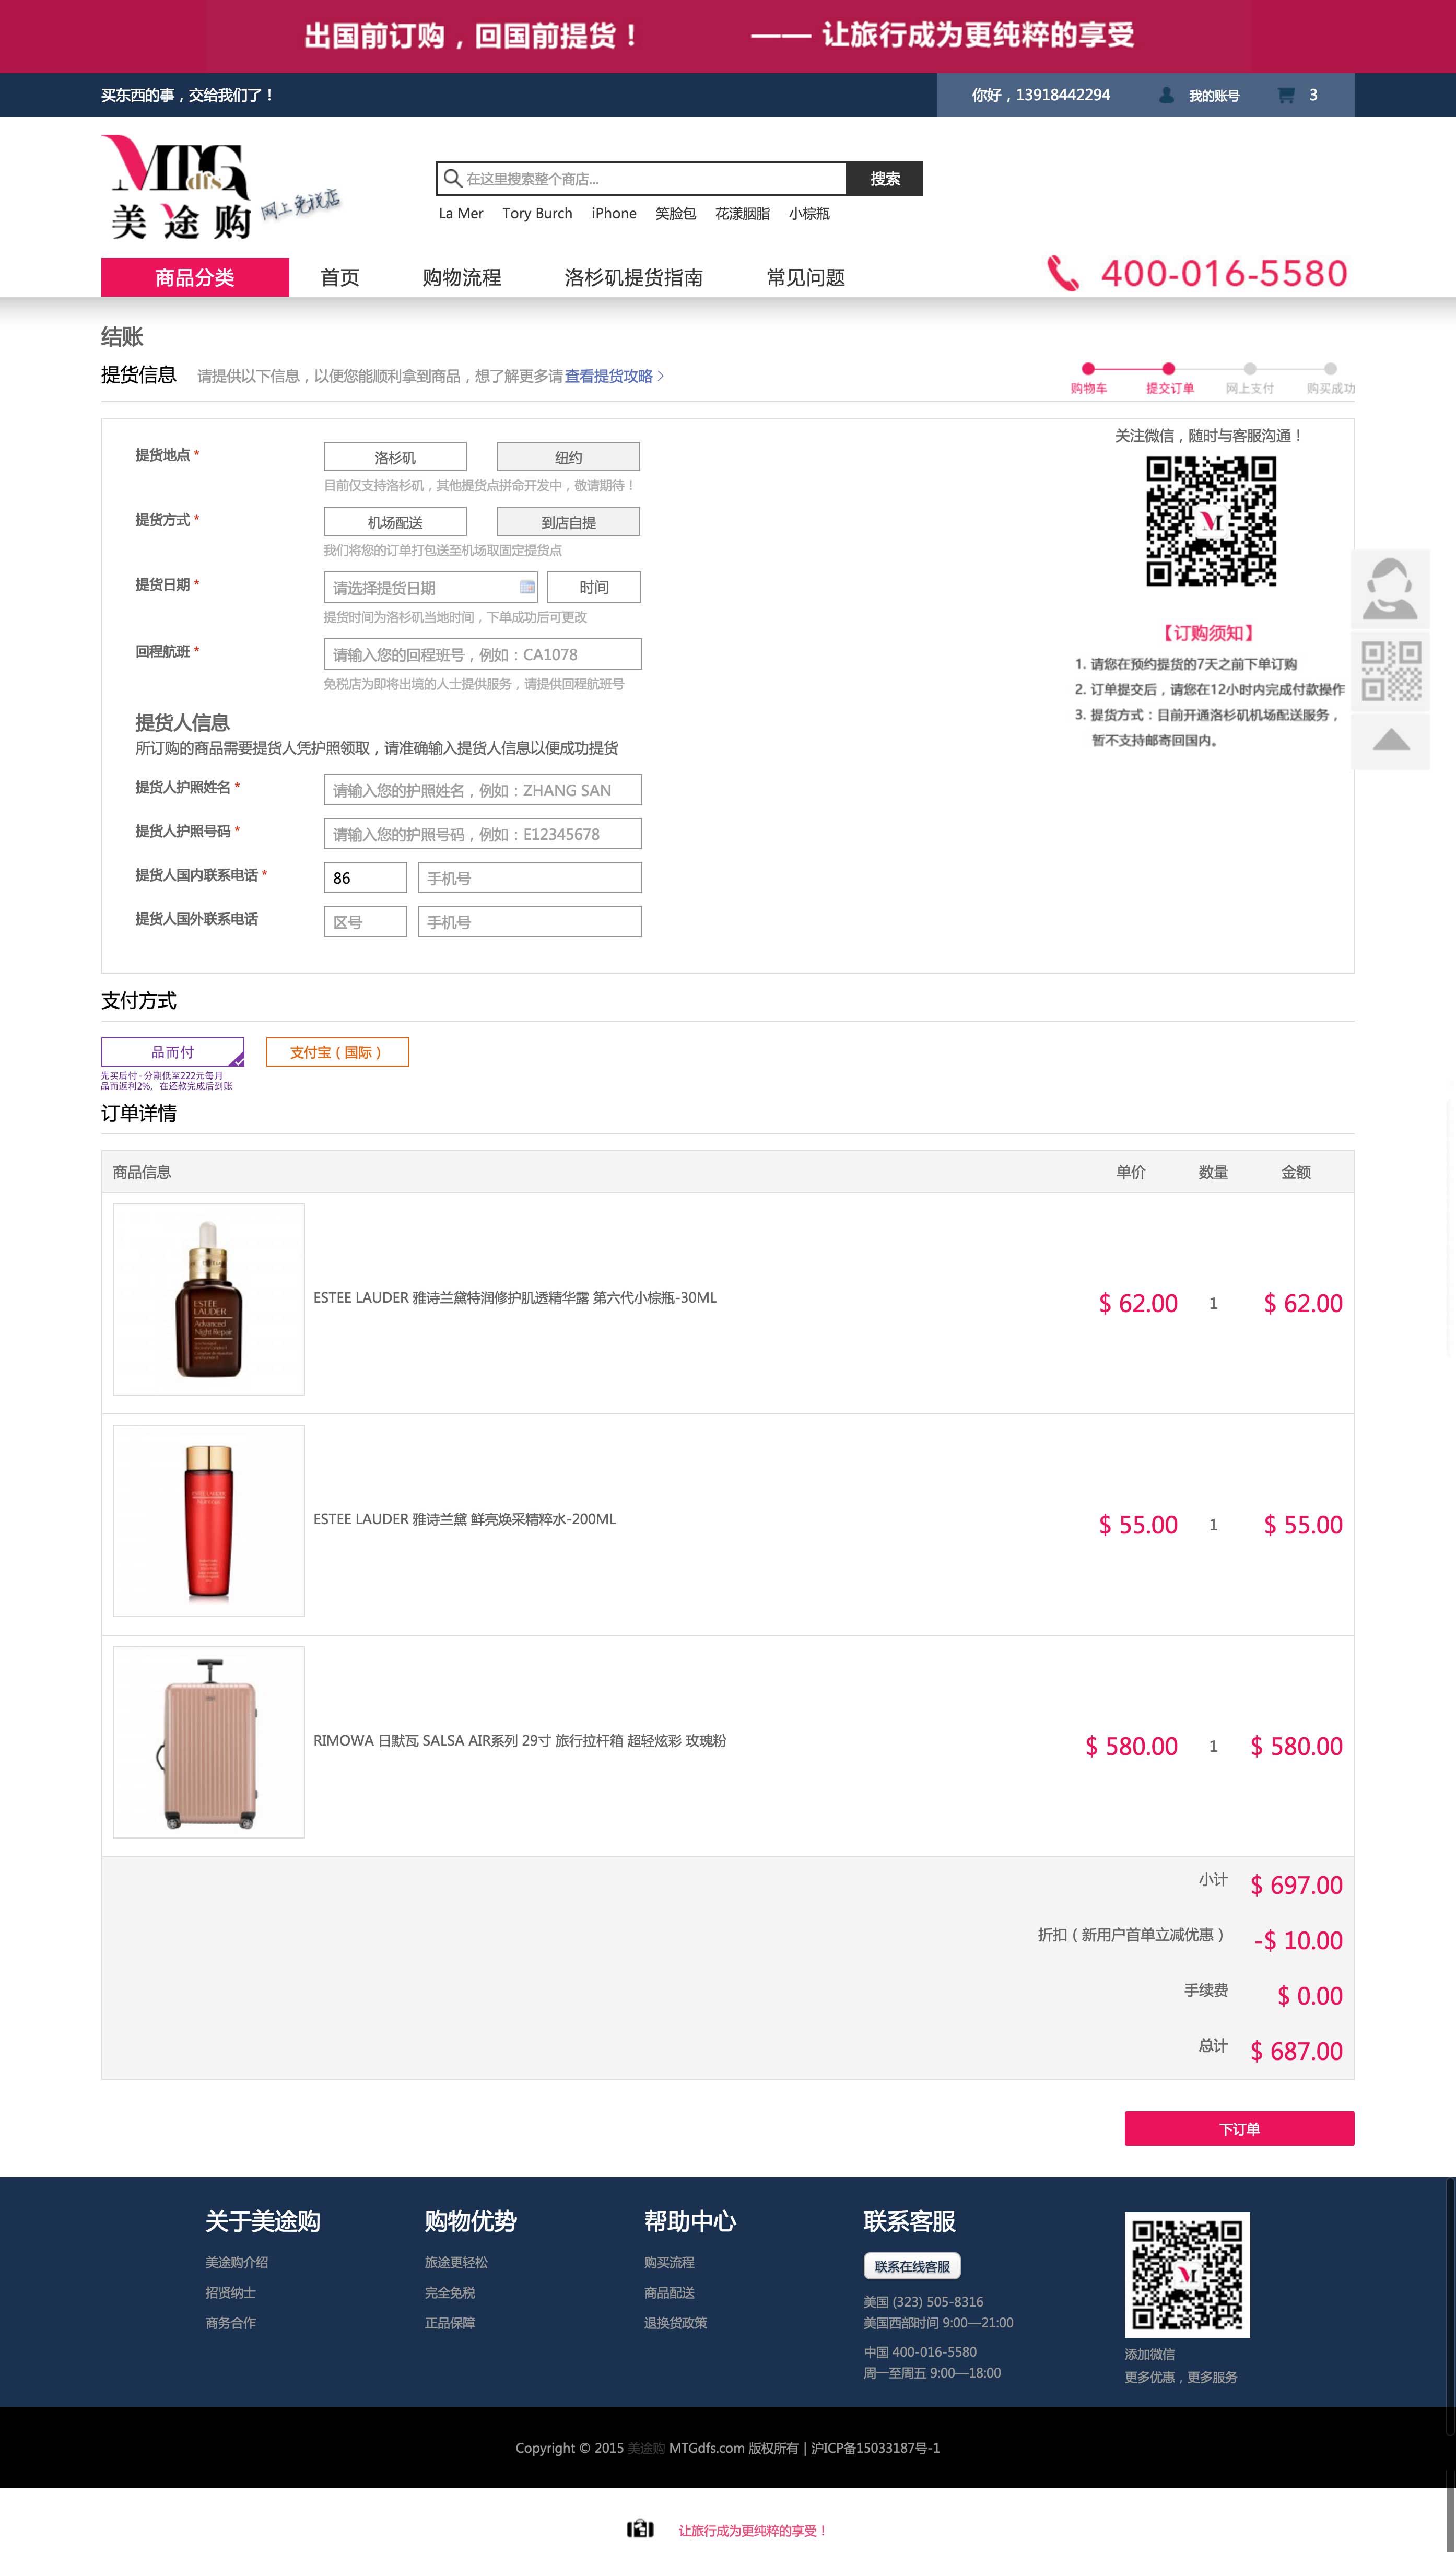 出国前订购，回国前提货！ —— 让旅行成为更纯粹的享受
买东西的事，交给我们了！ 你好，13918442294 我的账号 3
MTG
dfs
美途购 网上免税店
在这里搜索整个商店... 搜索
La Mer Tory Burch iPhone 笑脸包 花漾胭脂 小棕瓶
商品分类 首页 购物流程 洛杉矶提货指南 常见问题 400-016-5580
结账
提货信息 请提供以下信息，以便您能顺利拿到商品，想了解更多请查看提货攻略 >
购物车 提交订单 网上支付 购买成功
提货地点 * 洛杉矶 纽约
目前仅支持洛杉矶，其他提货点拼命开发中，敬请期待！
提货方式 * 机场配送 到店自提
我们将您的订单打包送至机场取固定提货点
提货日期 * 请选择提货日期 时间
提货时间为洛杉矶当地时间，下单成功后可更改
回程航班 * 请输入您的回程班号，例如：CA1078
免税店为即将出境的人士提供服务，请提供回程航班号
提货人信息
所订购的商品需要提货人凭护照领取，请准确输入提货人信息以便成功提货
提货人护照姓名 * 请输入您的护照姓名，例如：ZHANG SAN
提货人护照号码 * 请输入您的护照号码，例如：E12345678
提货人国内联系电话 * 86 手机号
提货人国外联系电话 区号 手机号
关注微信，随时与客服沟通！
【订购须知】
1. 请您在预约提货的7天之前下单订购
2. 订单提交后，请您在12小时内完成付款操作
3. 提货方式：目前开通洛杉矶机场配送服务，
暂不支持邮寄回国内。
支付方式
品而付 支付宝（国际）
先买后付 - 分期低至222元每月
品而返利2%，在还款完成后到账
订单详情
商品信息 单价 数量 金额
ESTEE
LAUDER
Advanced
Night Repair
ESTEE LAUDER 雅诗兰黛特润修护肌透精华露 第六代小棕瓶-30ML $ 62.00 1 $ 62.00
ESTEE LAUDER 雅诗兰黛 鲜亮焕采精粹水-200ML $ 55.00 1 $ 55.00
RIMOWA 日默瓦 SALSA AIR系列 29寸 旅行拉杆箱 超轻炫彩 玫瑰粉 $ 580.00 1 $ 580.00
小计 $ 697.00
折扣（新用户首单立减优惠） -$ 10.00
手续费 $ 0.00
总计 $ 687.00
下订单
关于美途购 购物优势 帮助中心 联系客服
美途购介绍 旅途更轻松 购买流程 联系在线客服
招贤纳士 完全免税 商品配送 美国 (323) 505-8316
商务合作 正品保障 退换货政策 美国西部时间 9:00—21:00
中国 400-016-5580
周一至周五 9:00—18:00
添加微信
更多优惠，更多服务
Copyright © 2015 美途购 MTGdfs.com 版权所有 | 沪ICP备15033187号-1
让旅行成为更纯粹的享受！